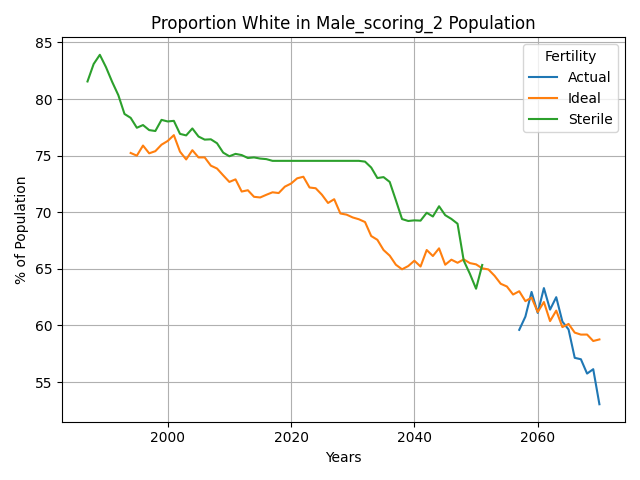 Proportion White in Male_scoring_2 Population
Fertility
Actual
Ideal
Sterile
85
80
75
70
65
60
55
% of Population
2000
2020
2040
2060
Years